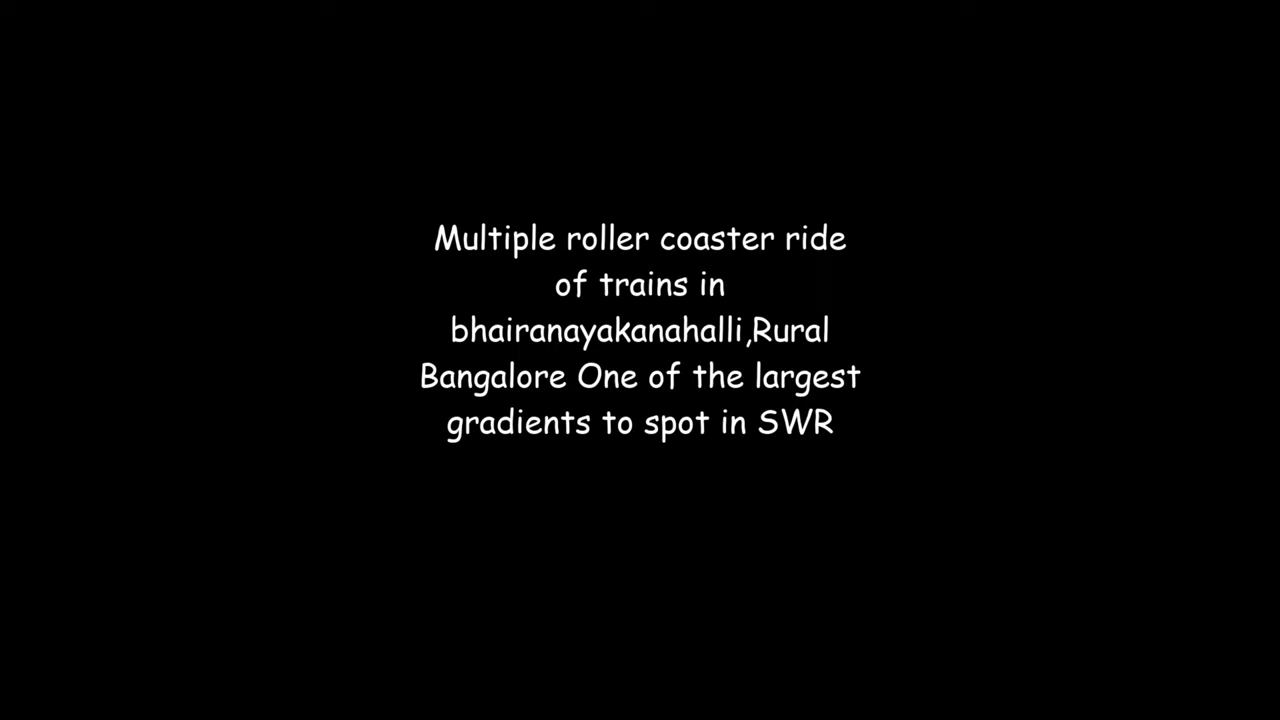 Multiple roller coaster ride
of trains in
bhairanayakanahalli,Rural
Bangalore One of the largest
gradients to spot in SWR